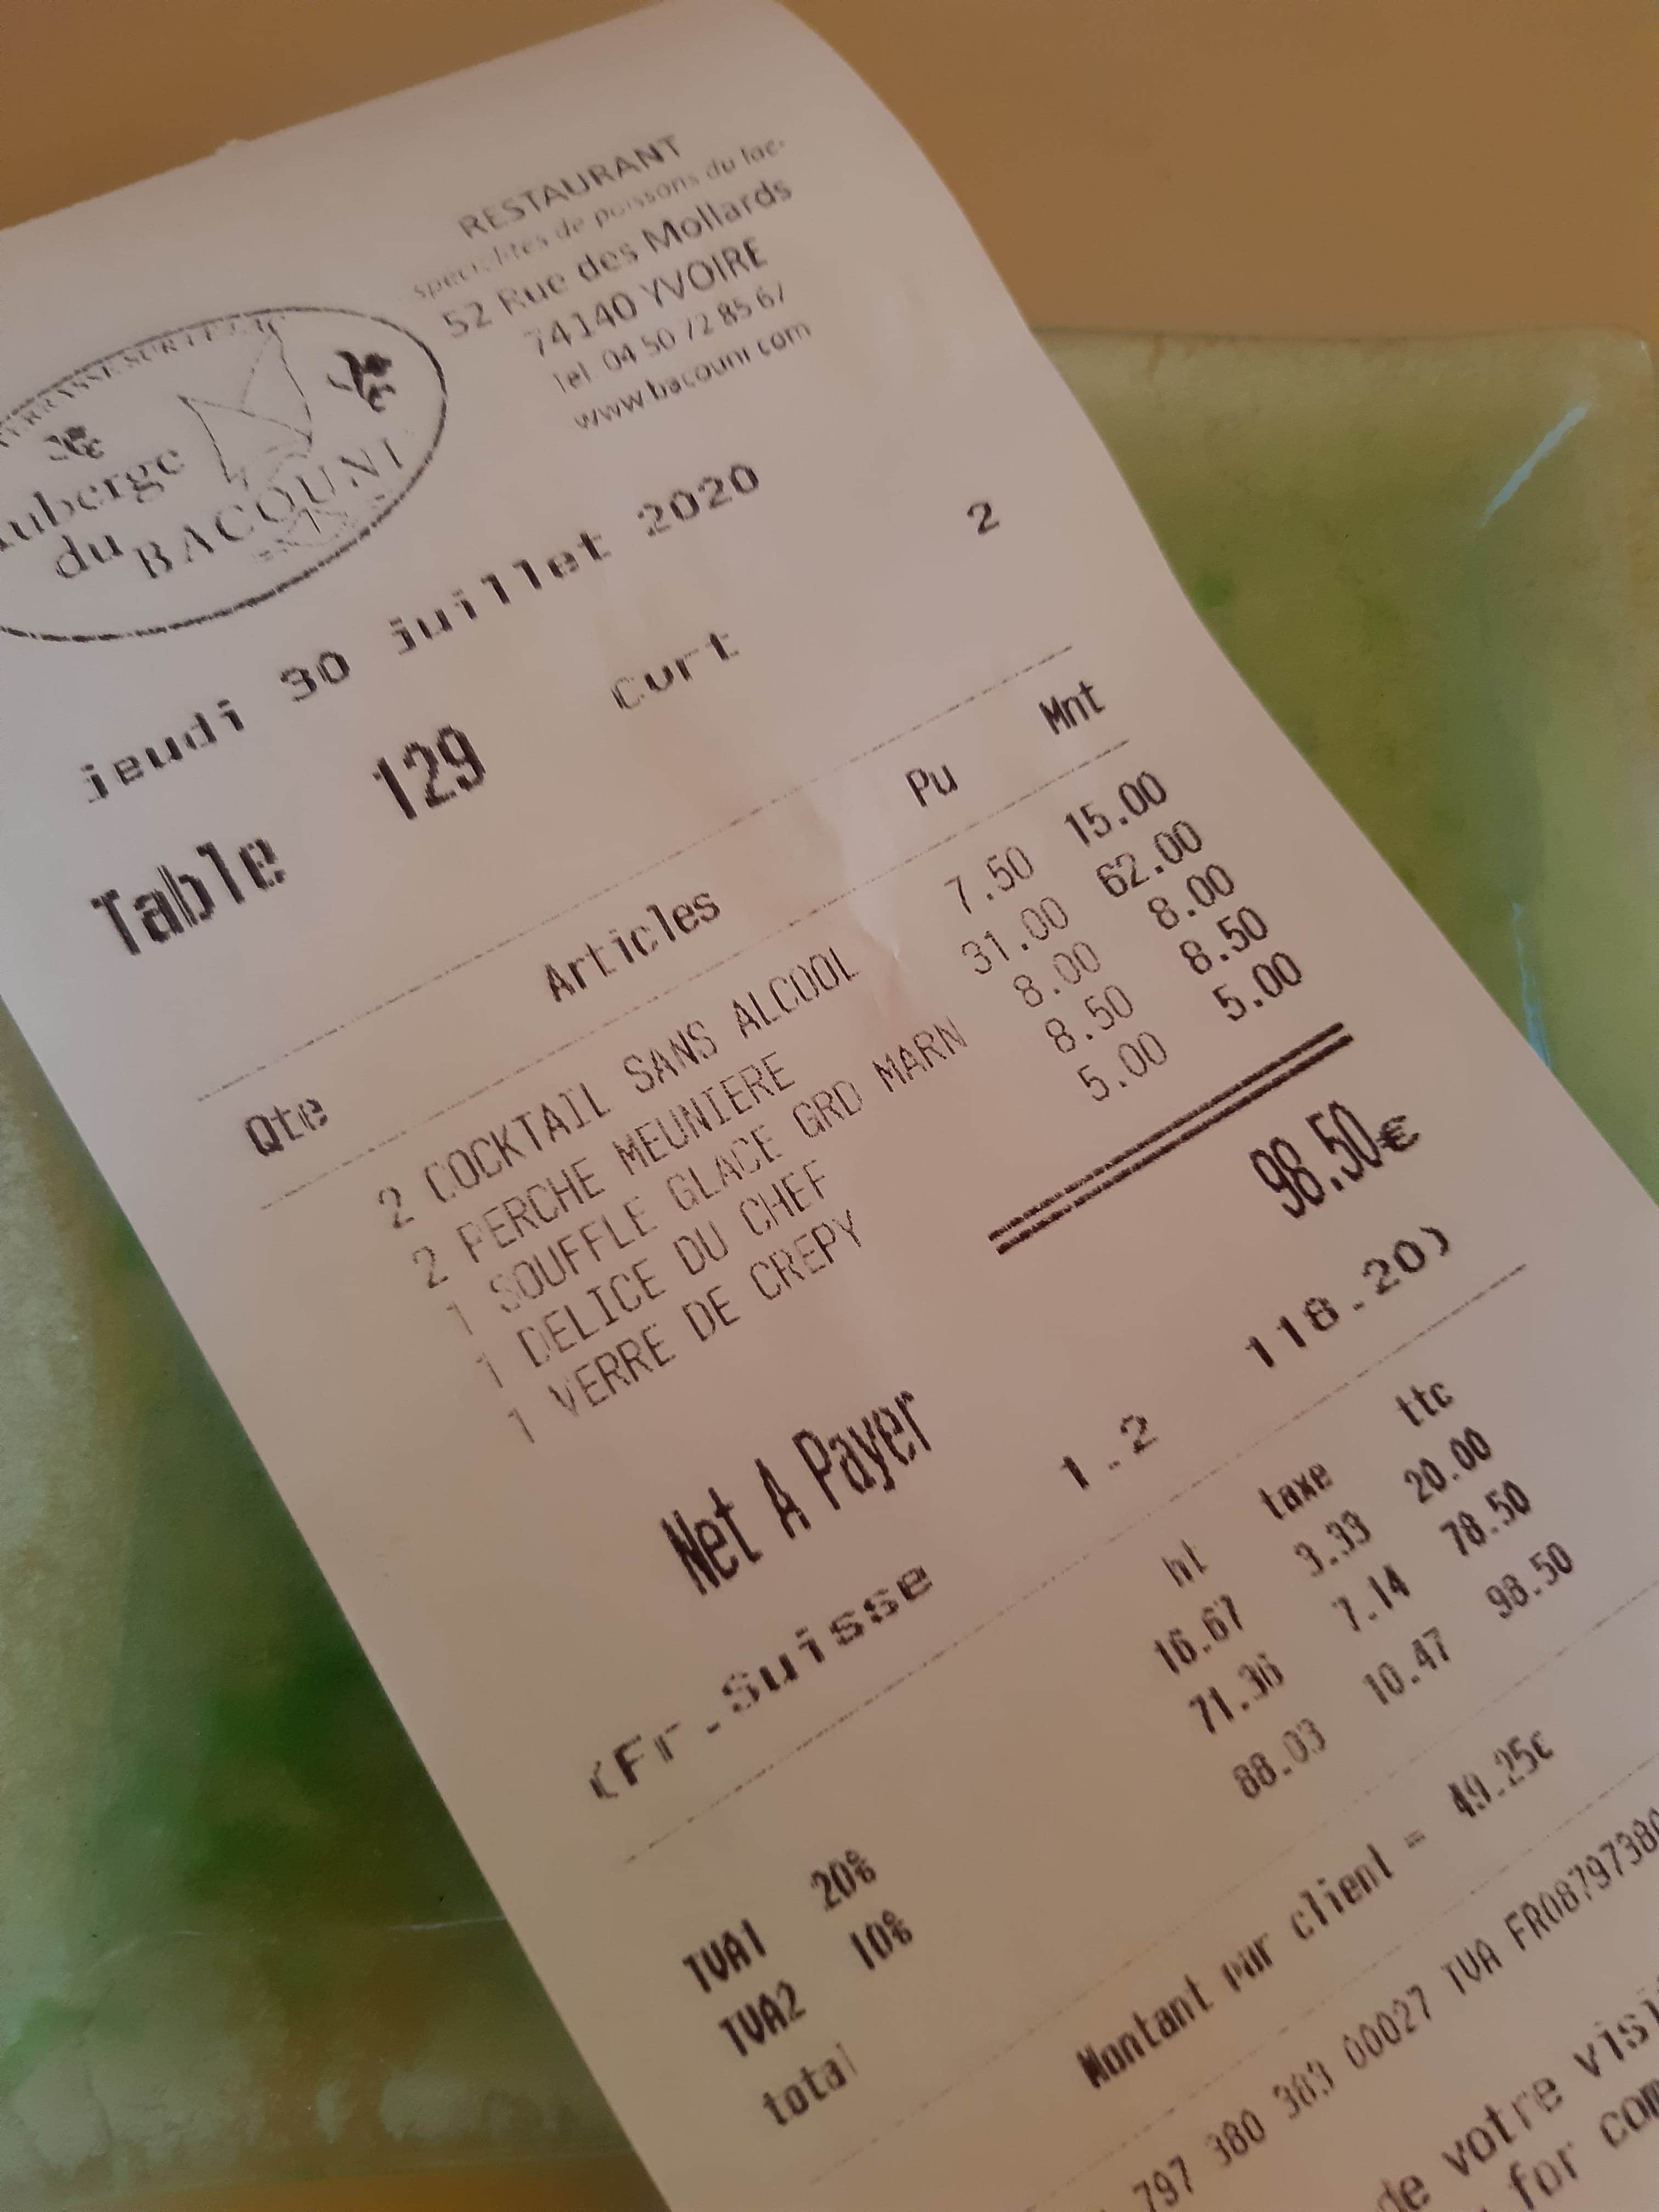 RESTAURANT
spécialités de poissons du lac
52 Rue des Mollards
74140 YVOIRE
Tel 04 50 72 85 67
www.bacouni.com
TERRASSE SUR LE LAC
Auberge
du BACOUNI
jeudi 30 juillet 2020
Table 129 Curt 2
Qte Articles Pu Mnt
2 COCKTAIL SANS ALCOOL 7.50 15.00
2 PERCHE MEUNIERE 31.00 62.00
1 SOUFFLE GLACE GRD MARN 8.00 8.00
1 DELICE DU CHEF 8.50 8.50
1 VERRE DE CREPY 5.00 5.00
Net A Payer 98.50€
(Fr.Suisse 1.2 118.20)
ht taxe ttc
TVA1 20% 16.67 3.33 20.00
TVA2 10% 71.36 7.14 78.50
total 88.03 10.47 98.50
Montant par client = 49.25€
797 380 383 00027 TVA FR08797380
de votre visi
for com